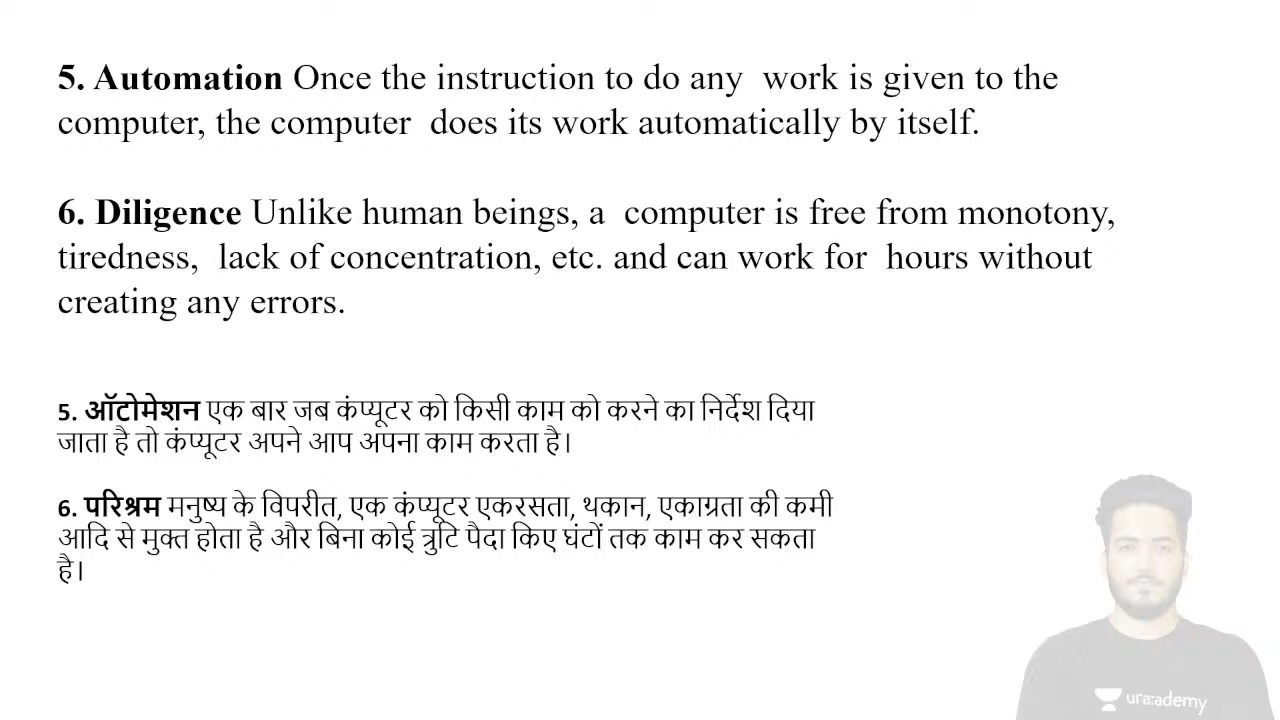 5. Automation Once the instruction to do any work is given to the
computer, the computer does its work automatically by itself.
6. Diligence Unlike human beings, a computer is free from monotony,
tiredness, lack of concentration, etc. and can work for hours without
creating any errors.
5. ऑटोमेशन एक बार जब कंप्यूटर को किसी काम को करने का निर्देश दिया
जाता है तो कंप्यूटर अपने आप अपना काम करता है।
6. परिश्रम मनुष्य के विपरीत, एक कंप्यूटर एकरसता, थकान, एकाग्रता की कमी
आदि से मुक्त होता है और बिना कोई त्रुटि पैदा किए घंटों तक काम कर सकता
है।